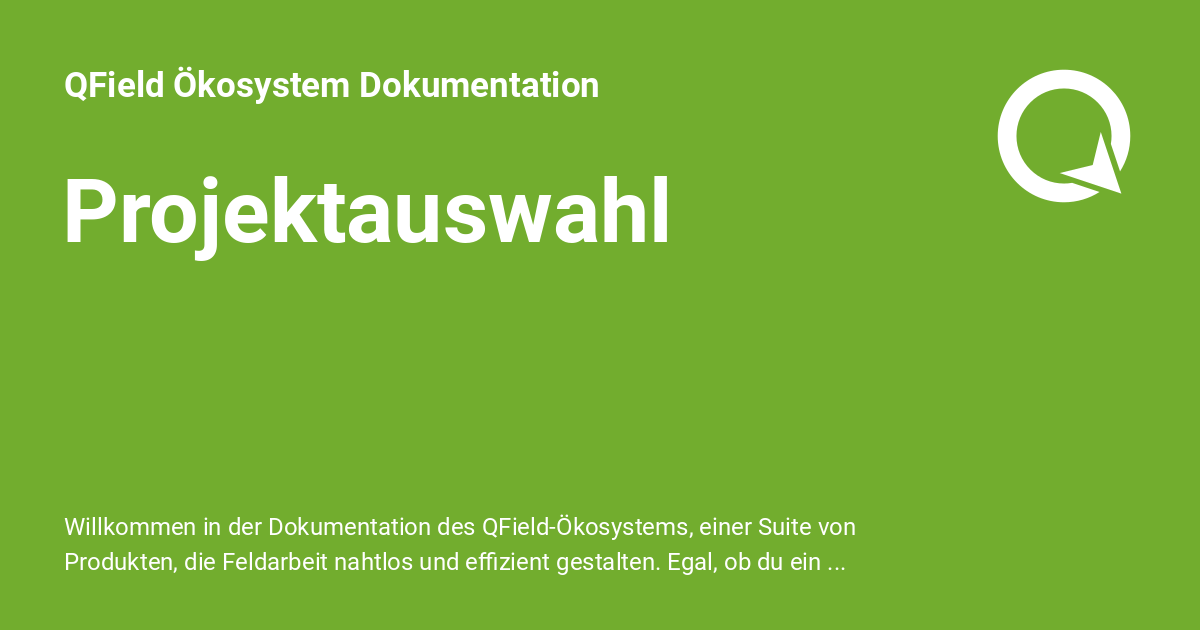 QField Ökosystem Dokumentation
Projektauswahl
Willkommen in der Dokumentation des QField-Ökosystems, einer Suite von
Produkten, die Feldarbeit nahtlos und effizient gestalten. Egal, ob du ein ...